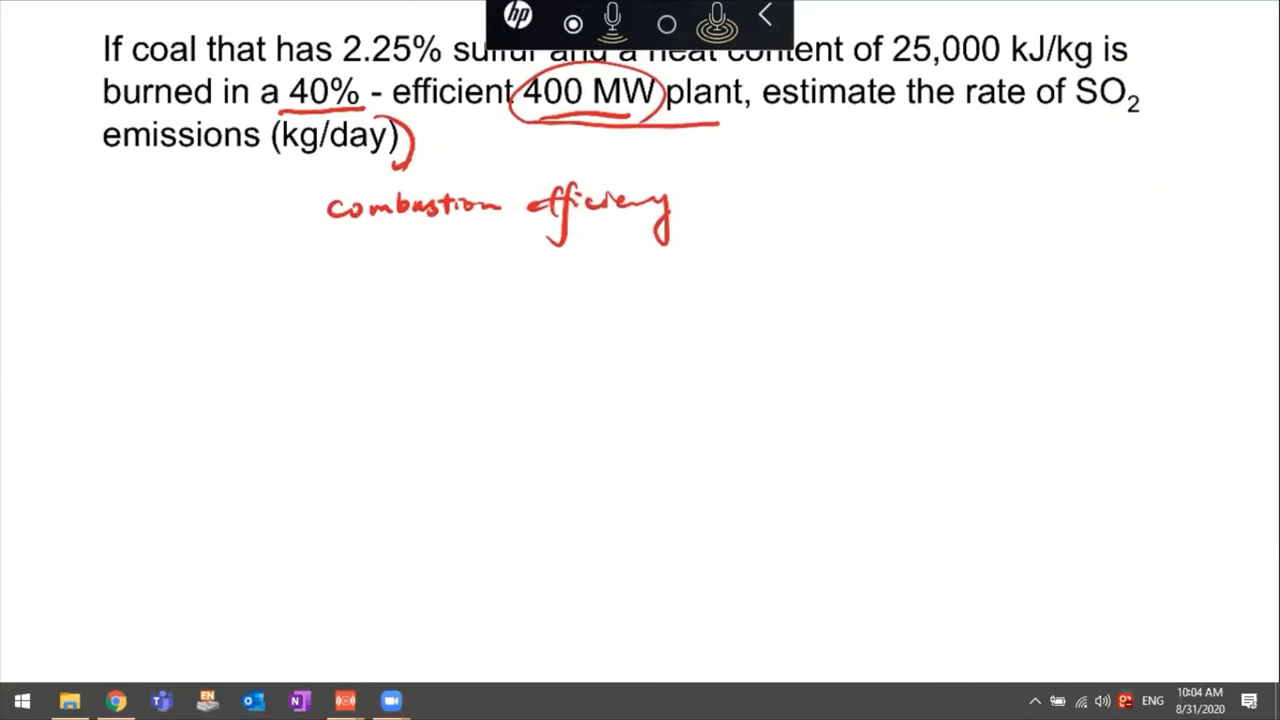 hp
If coal that has 2.25% sulfur and a heat content of 25,000 kJ/kg is
burned in a 40% - efficient 400 MW plant, estimate the rate of SO₂
emissions (kg/day)
combustion efficiency
EN
N
ENG
10:04 AM
8/31/2020